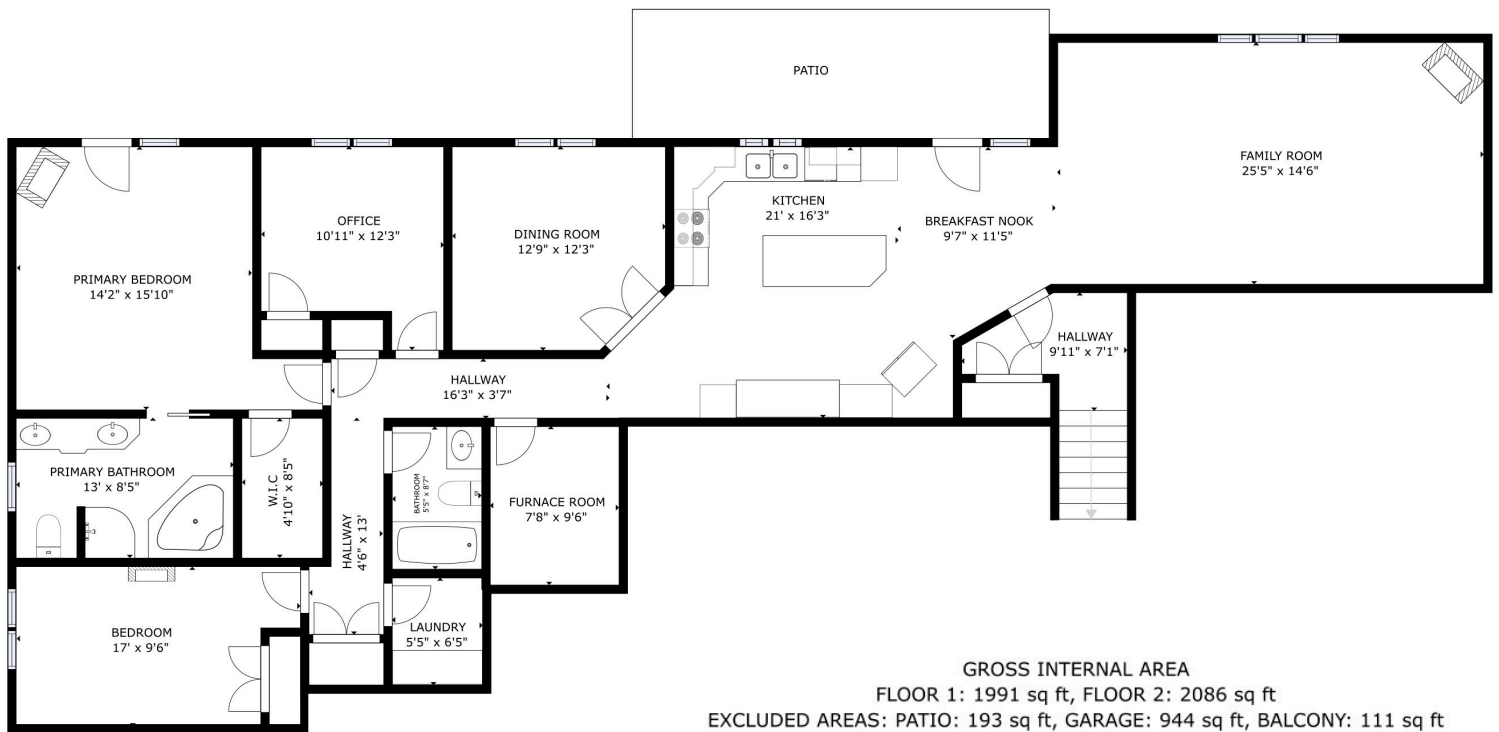 PATIO
FAMILY ROOM
25'5" x 14'6"
KITCHEN
21' x 16'3"
BREAKFAST NOOK
9'7" x 11'5"
OFFICE
10'11" x 12'3"
DINING ROOM
12'9" x 12'3"
PRIMARY BEDROOM
14'2" x 15'10"
HALLWAY
9'11" x 7'1"
HALLWAY
16'3" x 3'7"
PRIMARY BATHROOM
13' x 8'5"
W.I.C
4'10" x 8'5"
HALLWAY
4'6" x 13'
BATHROOM
5'5" x 8'7"
FURNACE ROOM
7'8" x 9'6"
BEDROOM
17' x 9'6"
LAUNDRY
5'5" x 6'5"
GROSS INTERNAL AREA
FLOOR 1: 1991 sq ft, FLOOR 2: 2086 sq ft
EXCLUDED AREAS: PATIO: 193 sq ft, GARAGE: 944 sq ft, BALCONY: 111 sq ft